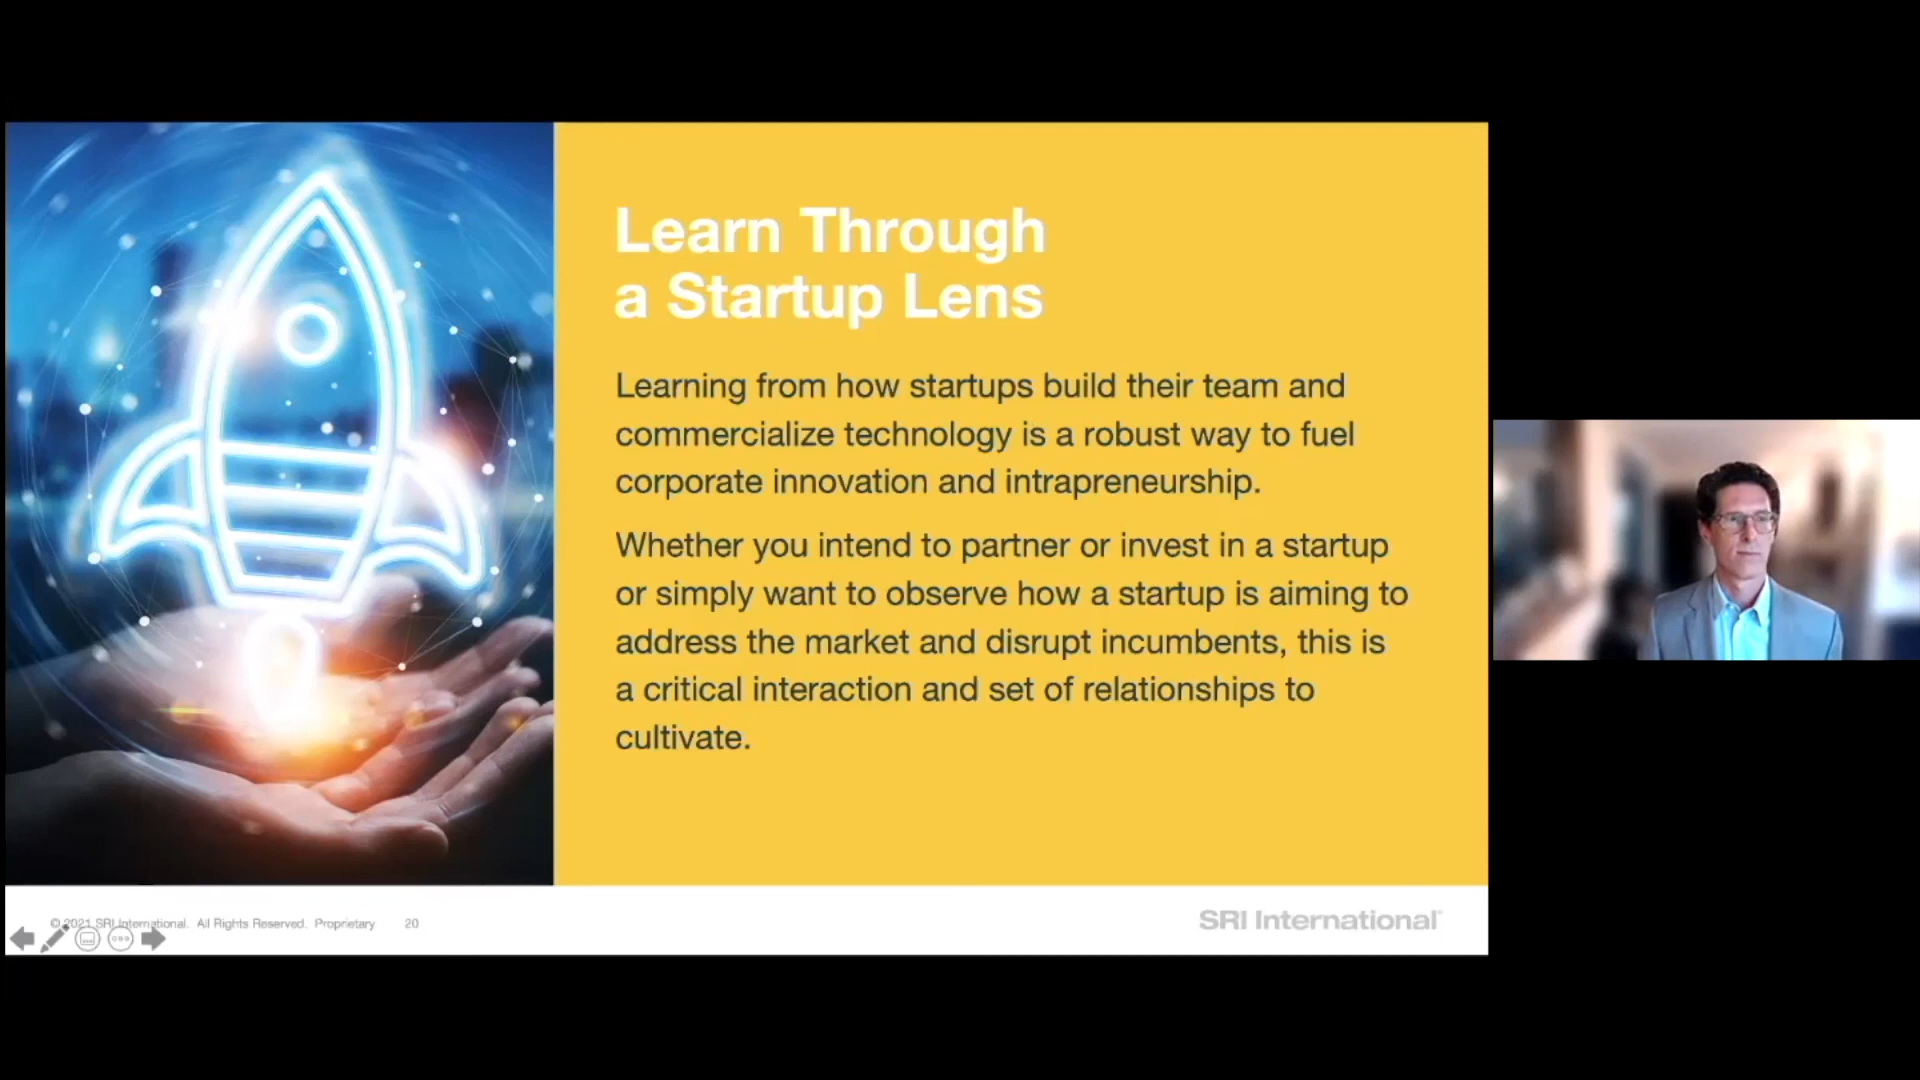 Learn Through
a Startup Lens
Learning from how startups build their team and
commercialize technology is a robust way to fuel
corporate innovation and intrapreneurship.
Whether you intend to partner or invest in a startup
or simply want to observe how a startup is aiming to
address the market and disrupt incumbents, this is
a critical interaction and set of relationships to
cultivate.
© 2021 SRI International. All Rights Reserved. Proprietary 20
SRI International